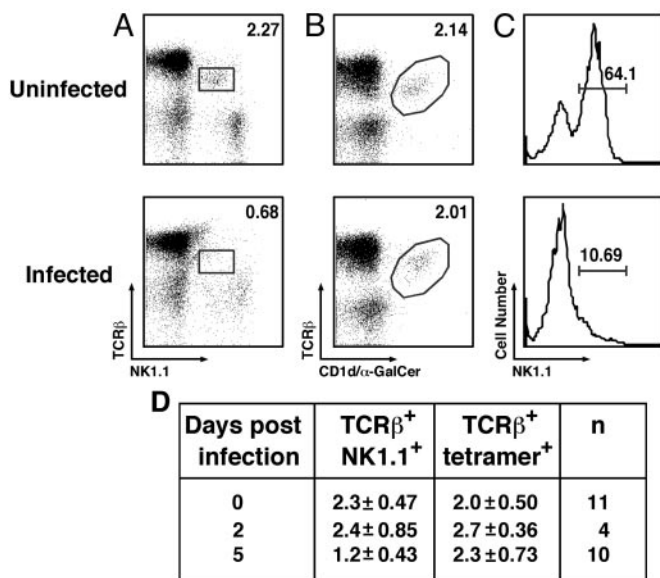 A
B
C
Uninfected
2.27
2.14
64.1
Infected
0.68
2.01
10.69
TCRβ
NK1.1
TCRβ
CD1d/α-GalCer
Cell Number
NK1.1
D
Days post infection
TCRβ+ NK1.1+
TCRβ+ tetramer+
n
0 2.3± 0.47 2.0± 0.50 11
2 2.4± 0.85 2.7± 0.36 4
5 1.2± 0.43 2.3± 0.73 10